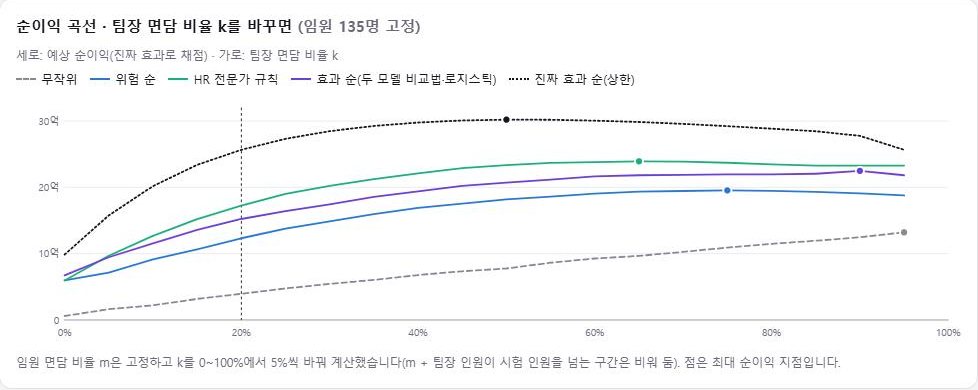 순이익 곡선 · 팀장 면담 비율 k를 바꾸면 (임원 135명 고정)
세로: 예상 순이익(진짜 효과로 채점) · 가로: 팀장 면담 비율 k
무작위 위험 순 HR 전문가 규칙 효과 순(두 모델 비교법·로지스틱) 진짜 효과 순(상한)
30억
20억
10억
0
0% 20% 40% 60% 80% 100%
임원 면담 비율 m은 고정하고 k를 0~100%에서 5%씩 바꿔 계산했습니다(m + 팀장 인원이 시험 인원을 넘는 구간은 비워 둠). 점은 최대 순이익 지점입니다.